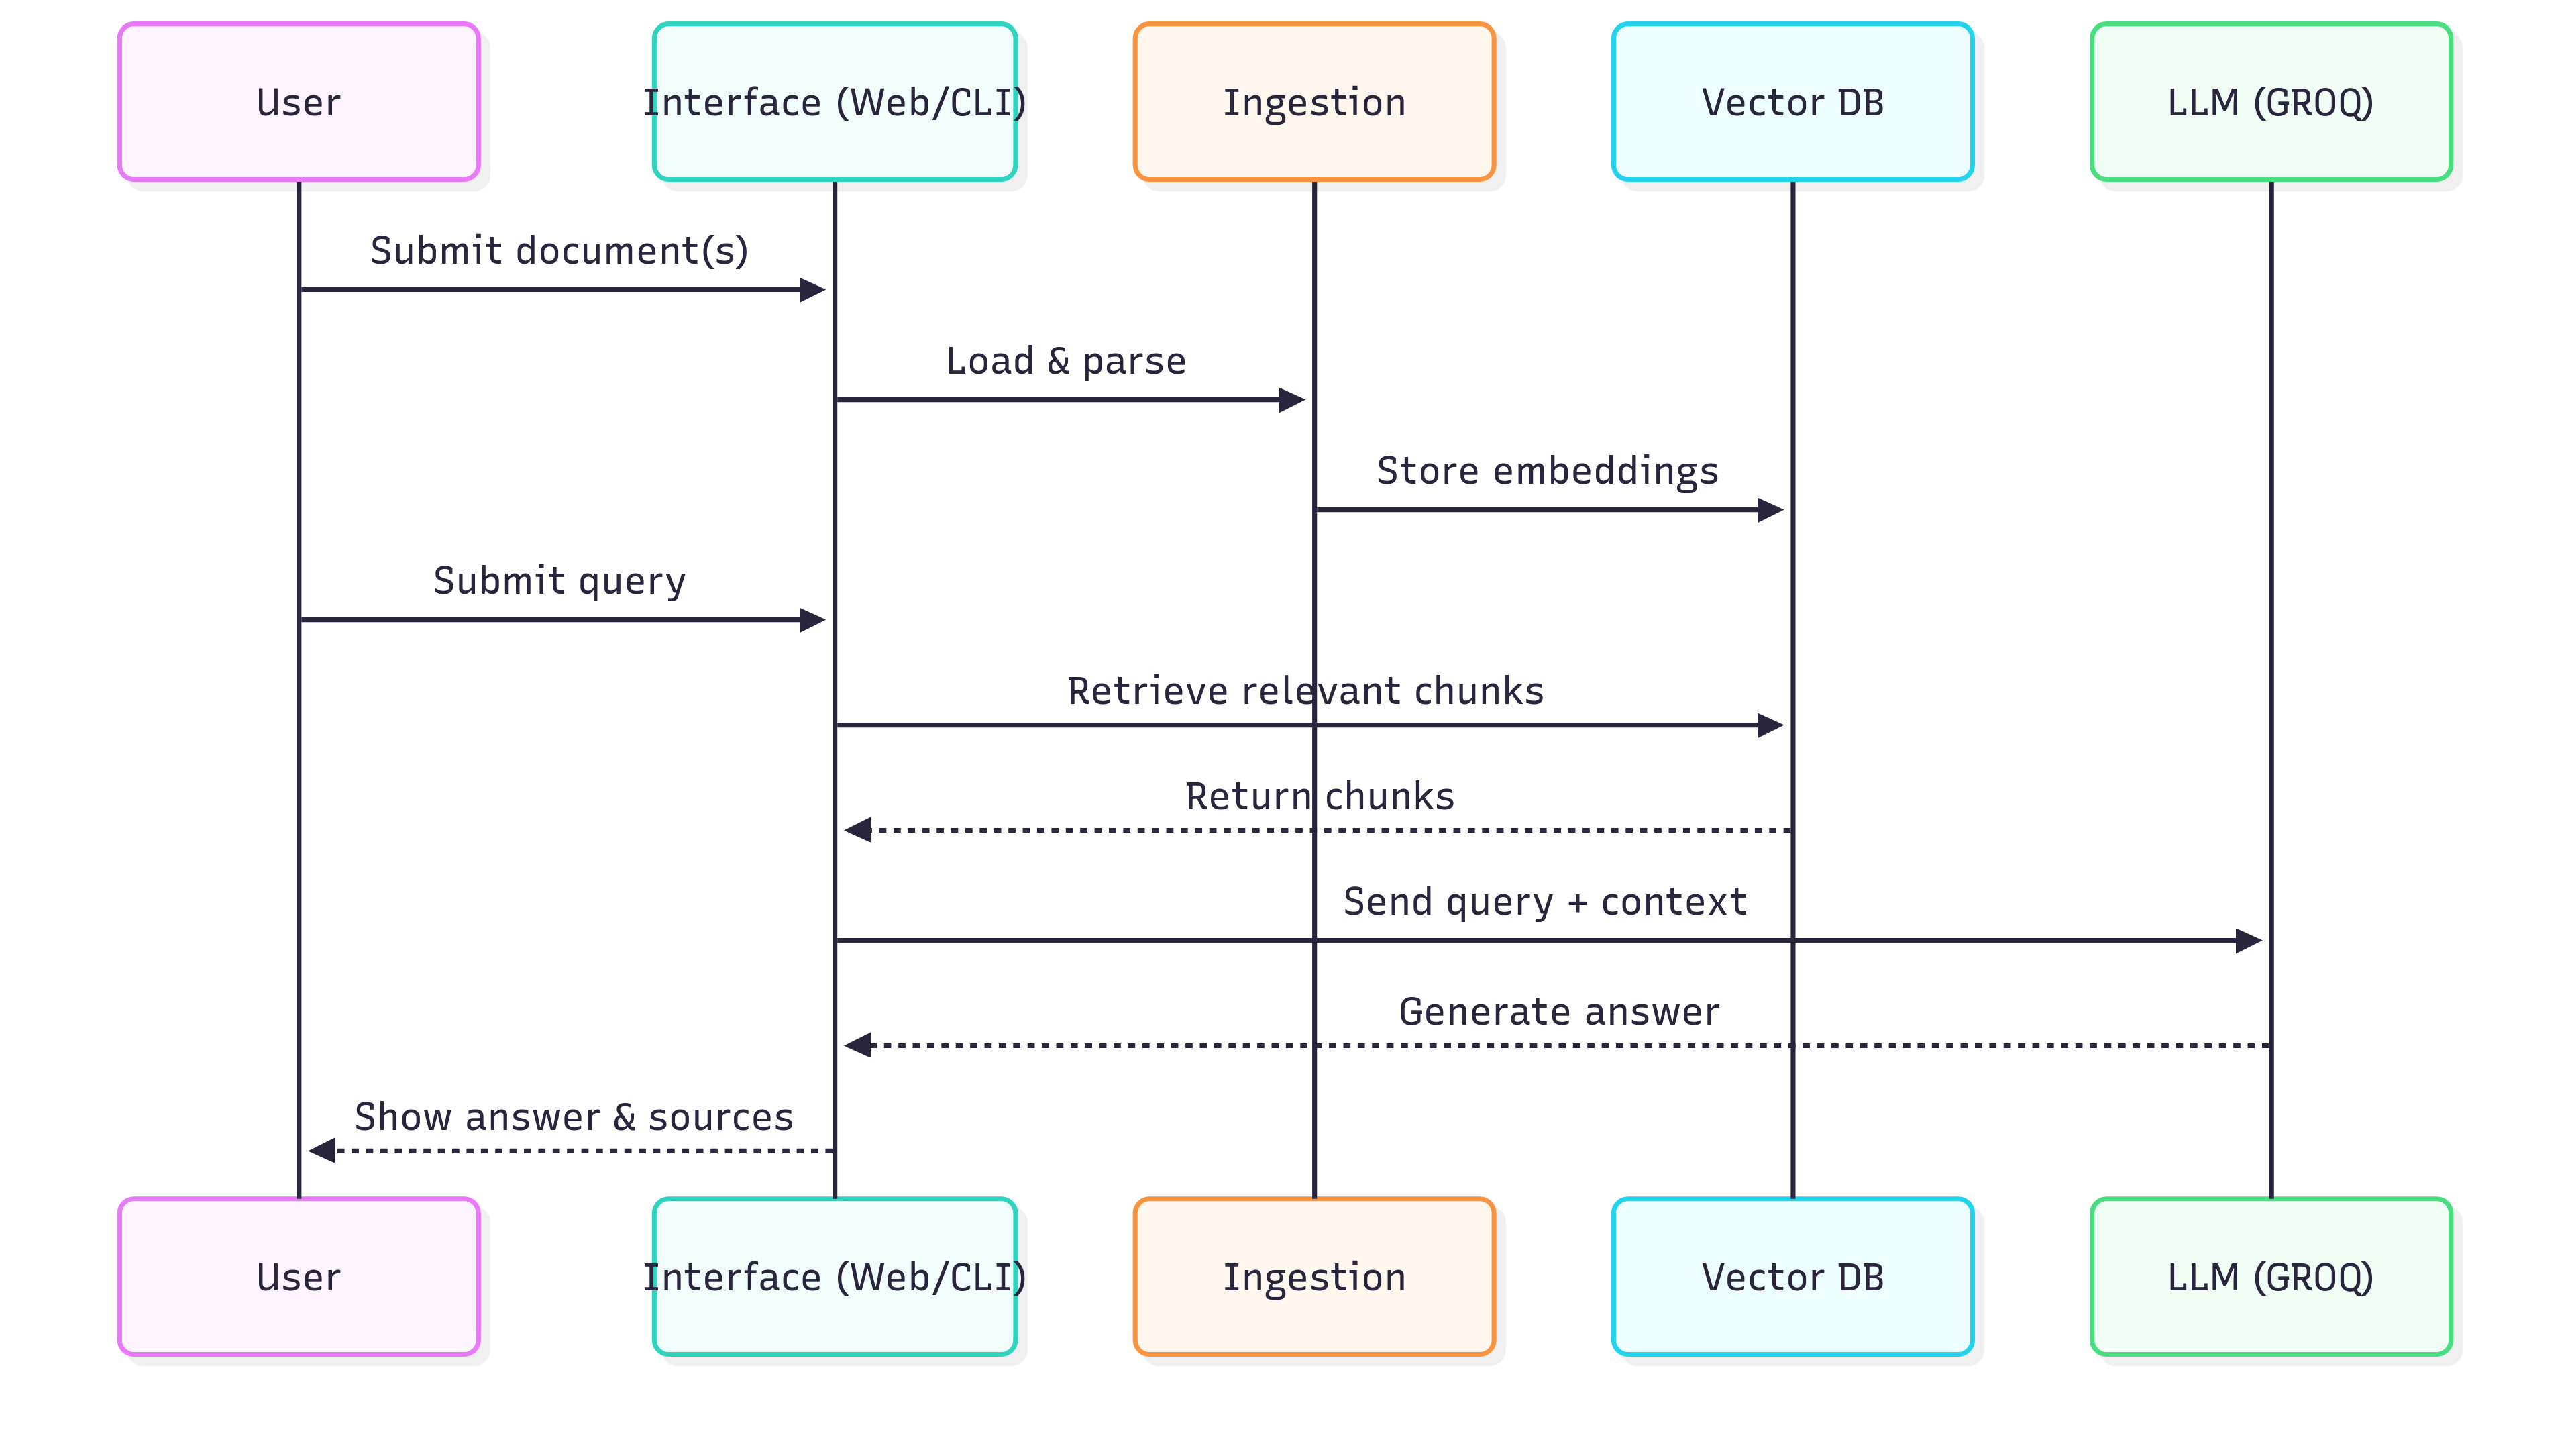 User
Interface (Web/CLI)
Ingestion
Vector DB
LLM (GROQ)
Submit document(s)
Load & parse
Store embeddings
Submit query
Retrieve relevant chunks
Return chunks
Send query + context
Generate answer
Show answer & sources
User
Interface (Web/CLI)
Ingestion
Vector DB
LLM (GROQ)